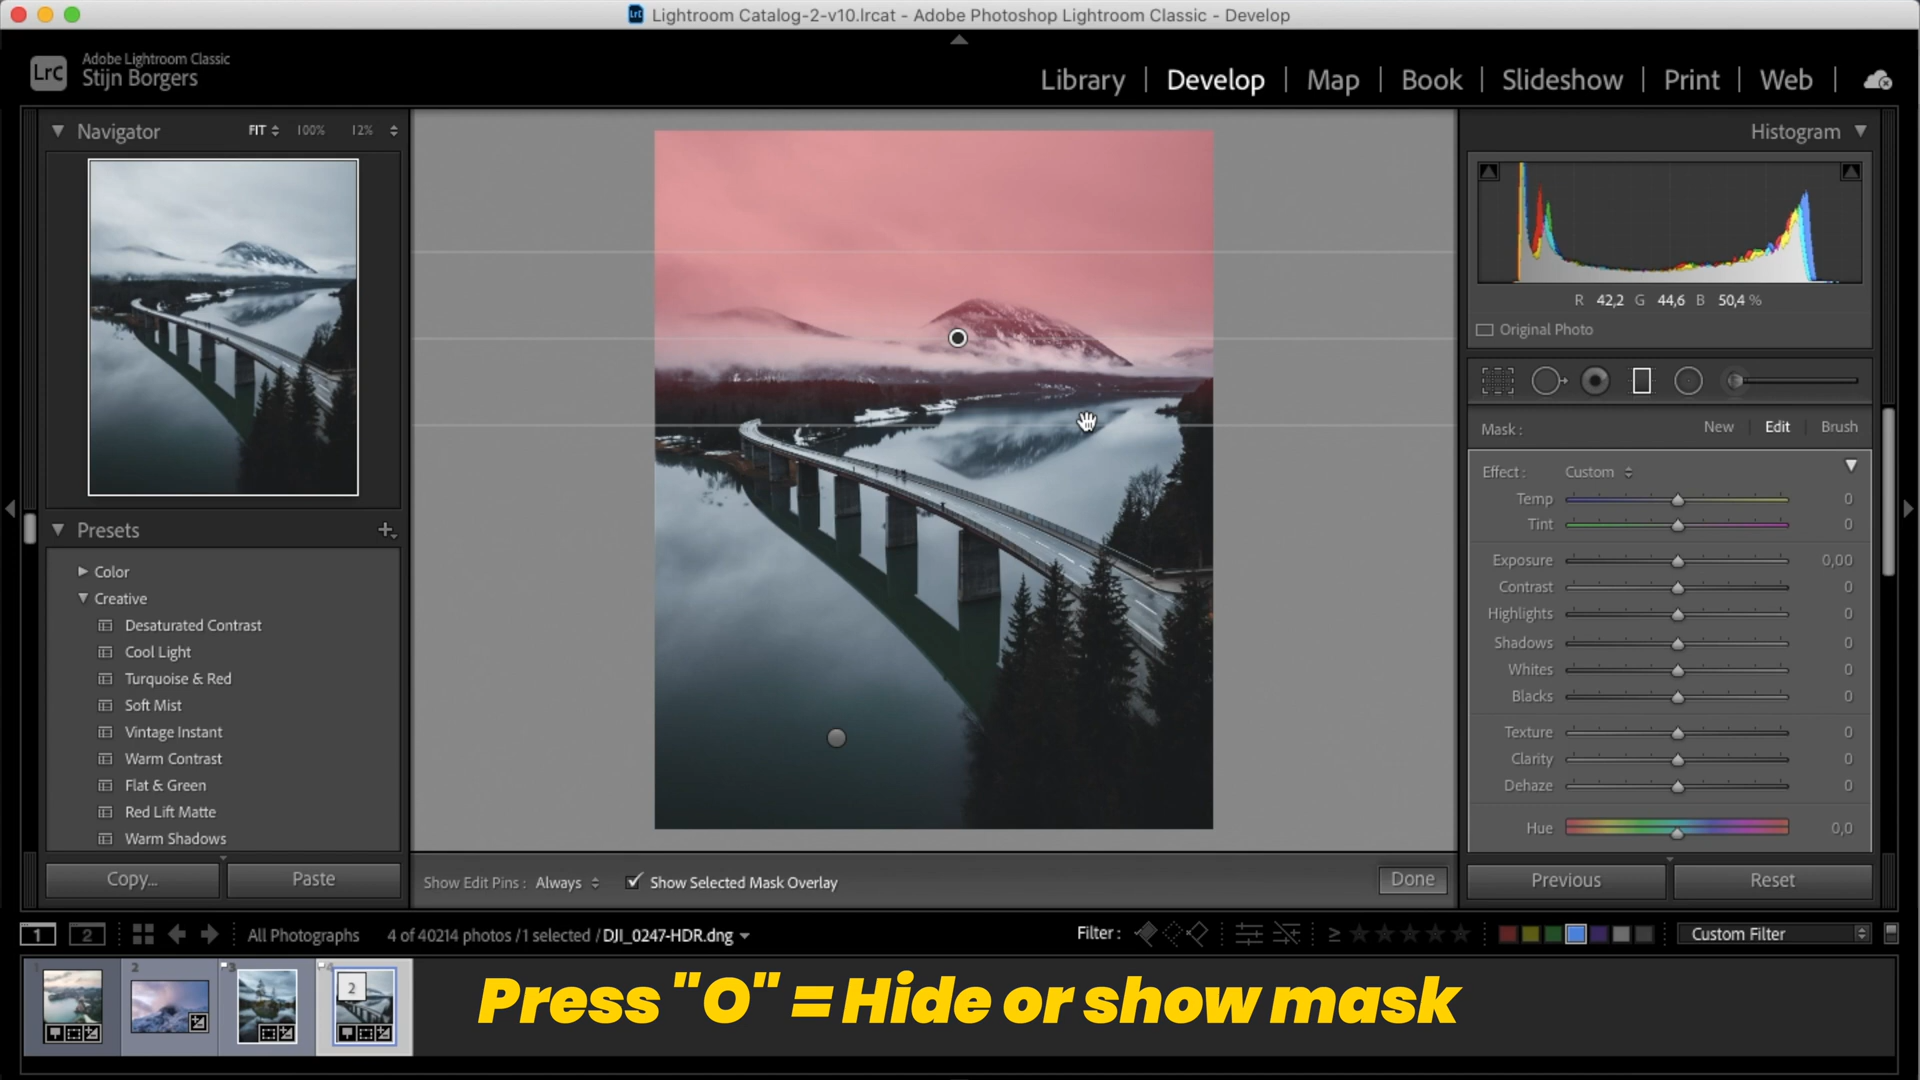 Lightroom Catalog-2-v10.lrcat - Adobe Photoshop Lightroom Classic - Develop
LrC
Adobe Lightroom Classic
Stijn Borgers
Library | Develop | Map | Book | Slideshow | Print | Web |
Navigator FIT 100% 12%
Histogram
R 42,2 G 44,6 B 50,4 %
Original Photo
Mask : New Edit Brush
Effect : Custom
Temp 0
Tint 0
Exposure 0,00
Contrast 0
Highlights 0
Shadows 0
Whites 0
Blacks 0
Texture 0
Clarity 0
Dehaze 0
Hue 0,0
Presets
Color
Creative
Desaturated Contrast
Cool Light
Turquoise & Red
Soft Mist
Vintage Instant
Warm Contrast
Flat & Green
Red Lift Matte
Warm Shadows
Copy... Paste
Show Edit Pins : Always Show Selected Mask Overlay Done
Previous Reset
1 2 All Photographs 4 of 40214 photos /1 selected / DJI_0247-HDR.dng Filter : ≥ Custom Filter
1 2 3 4
2
Press "O" = Hide or show mask